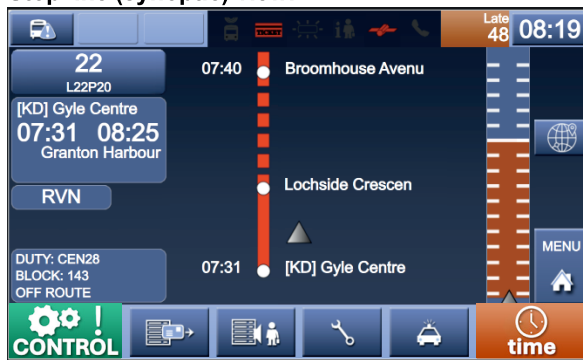 Late
48
08:19
22
L22P20
[KD] Gyle Centre
07:31 08:25
Granton Harbour
RVN
DUTY: CEN28
BLOCK: 143
OFF ROUTE
07:40 Broomhouse Avenu
Lochside Crescen
07:31 [KD] Gyle Centre
MENU
CONTROL
time